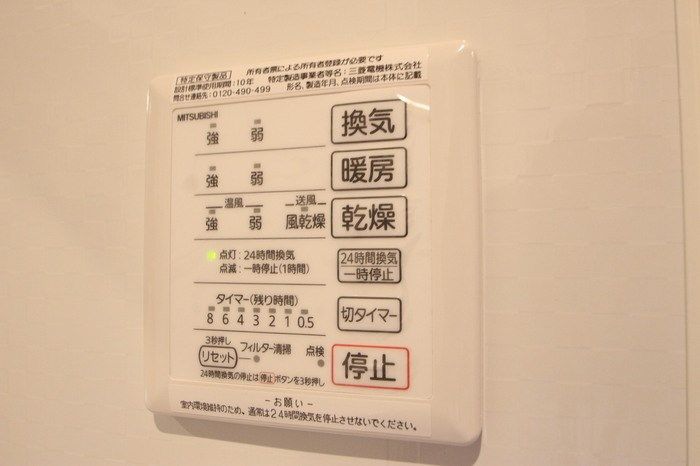 特定保守製品 所有者票による所有者登録が必要です
設計標準使用期間:10年 特定製造事業者等名:三菱電機株式会社
問合せ連絡先:0120-490-499 形名、製造年月、点検期間は本体に記載
MITSUBISHI
強 弱 換気
強 弱 暖房
温風 送風
強 弱 風乾燥 乾燥
点灯:24時間換気
点滅:一時停止(1時間)
24時間換気
一時停止
タイマー(残り時間)
8 6 4 3 2 1 0.5
切タイマー
3秒押し
リセット フィルター清掃 点検
停止
24時間換気の停止は停止ボタンを3秒押し
-お願い-
室内環境維持のため、通常は24時間換気を停止させないでください。